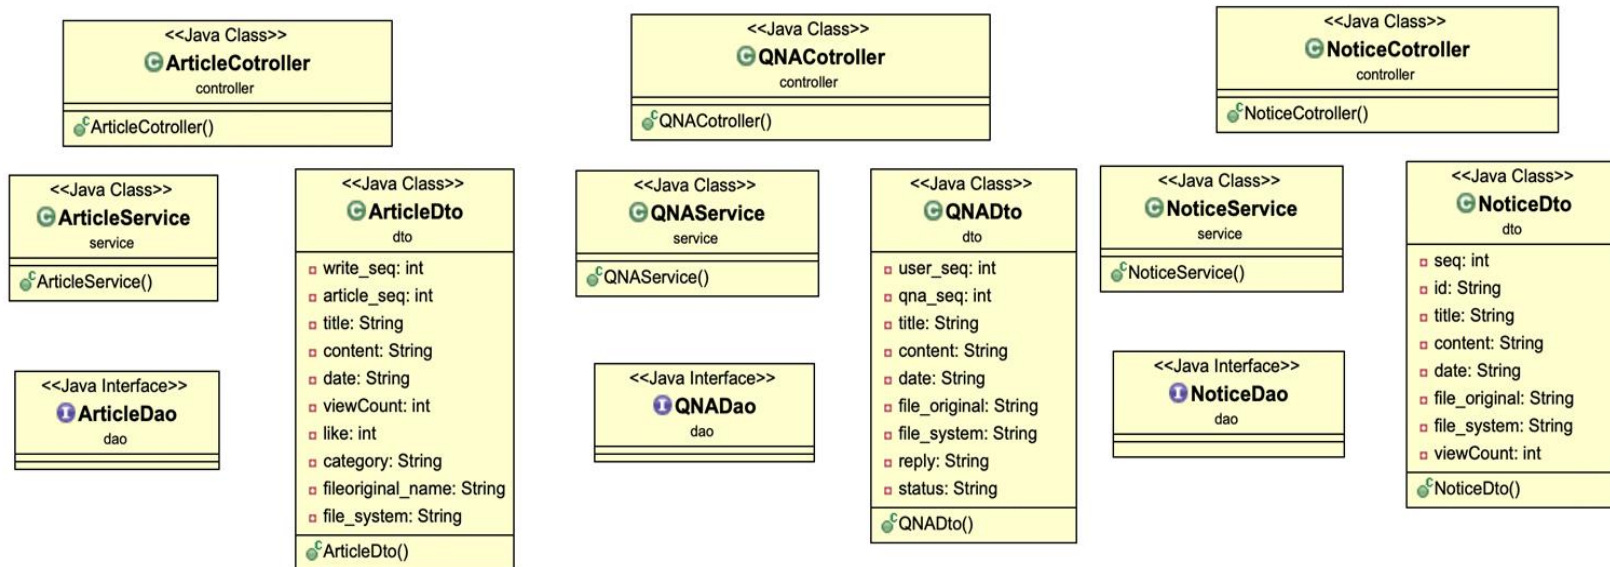 <<Java Class>>
ArticleCotroller
controller
ArticleCotroller()
<<Java Class>>
QNACotroller
controller
QNACotroller()
<<Java Class>>
NoticeCotroller
controller
NoticeCotroller()
<<Java Class>>
ArticleService
service
ArticleService()
<<Java Class>>
ArticleDto
dto
write_seq: int
article_seq: int
title: String
content: String
date: String
viewCount: int
like: int
category: String
fileoriginal_name: String
file_system: String
ArticleDto()
<<Java Class>>
QNAService
service
QNAService()
<<Java Class>>
QNADto
dto
user_seq: int
qna_seq: int
title: String
content: String
date: String
file_original: String
file_system: String
reply: String
status: String
QNADto()
<<Java Class>>
NoticeService
service
NoticeService()
<<Java Class>>
NoticeDto
dto
seq: int
id: String
title: String
content: String
date: String
file_original: String
file_system: String
viewCount: int
NoticeDto()
<<Java Interface>>
ArticleDao
dao
<<Java Interface>>
QNADao
dao
<<Java Interface>>
NoticeDao
dao